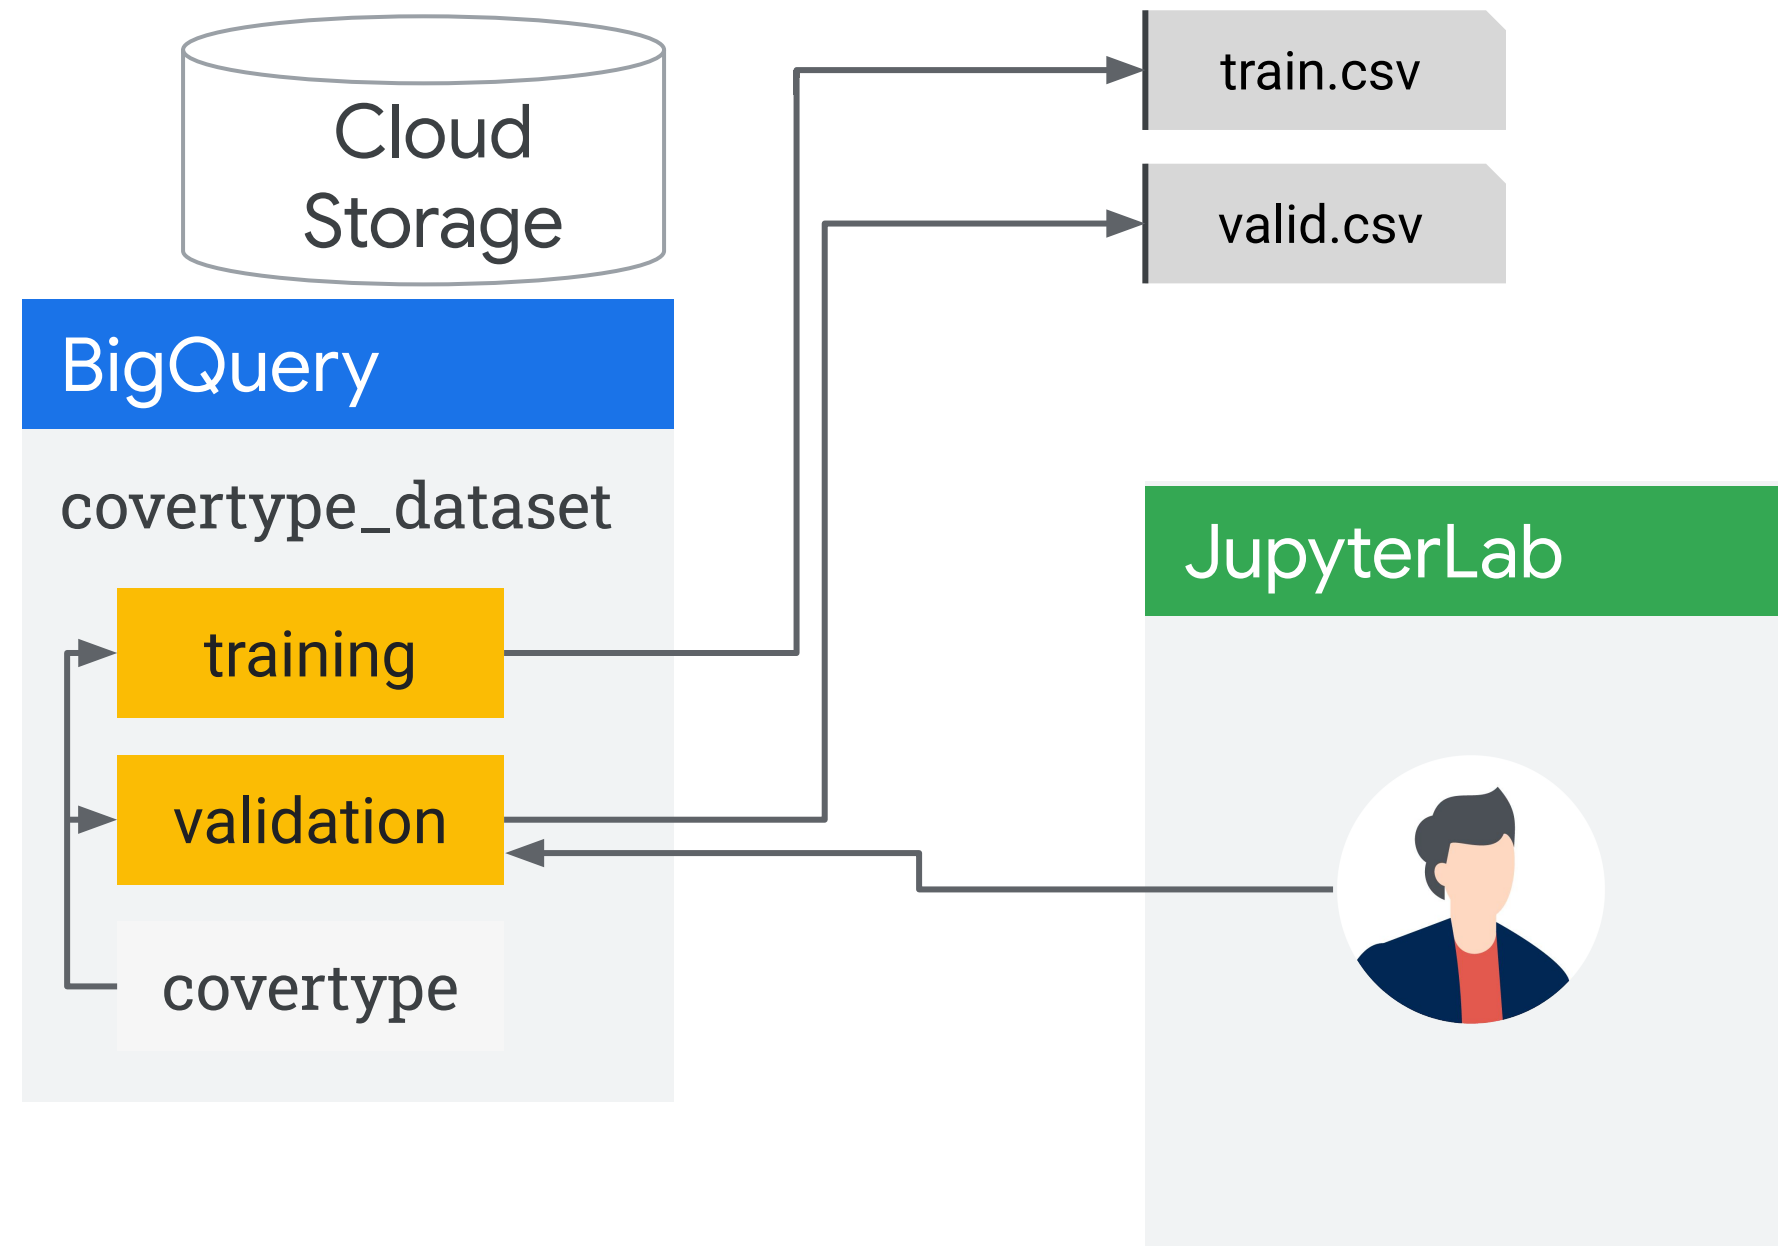 Cloud
Storage
train.csv
valid.csv
BigQuery
covertype_dataset
training
validation
covertype
JupyterLab